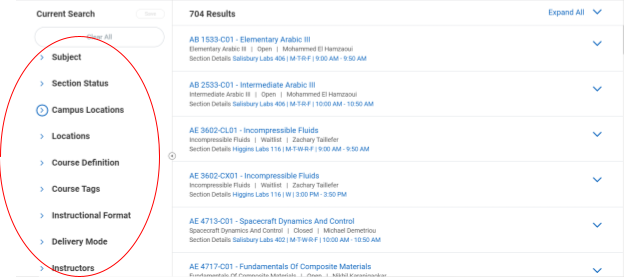 Current Search
Save
Clear All
Subject
Section Status
Campus Locations
Locations
Course Definition
Course Tags
Instructional Format
Delivery Mode
Instructors
704 Results
Expand All
AB 1533-C01 - Elementary Arabic III
Elementary Arabic III | Open | Mohammed El Hamzaoui
Section Details Salisbury Labs 406 | M-T-R-F | 9:00 AM - 9:50 AM
AB 2533-C01 - Intermediate Arabic III
Intermediate Arabic III | Open | Mohammed El Hamzaoui
Section Details Salisbury Labs 406 | M-T-R-F | 10:00 AM - 10:50 AM
AE 3602-CL01 - Incompressible Fluids
Incompressible Fluids | Waitlist | Zachary Taillefer
Section Details Higgins Labs 116 | M-T-W-R-F | 9:00 AM - 9:50 AM
AE 3602-CX01 - Incompressible Fluids
Incompressible Fluids | Waitlist | Zachary Taillefer
Section Details Higgins Labs 116 | W | 3:00 PM - 3:50 PM
AE 4713-C01 - Spacecraft Dynamics And Control
Spacecraft Dynamics And Control | Closed | Michael Demetriou
Section Details Salisbury Labs 402 | M-T-W-R-F | 10:00 AM - 10:50 AM
AE 4717-C01 - Fundamentals Of Composite Materials
Fundamentals Of Composite Materials | Open | Nikhil Karanjgaokar